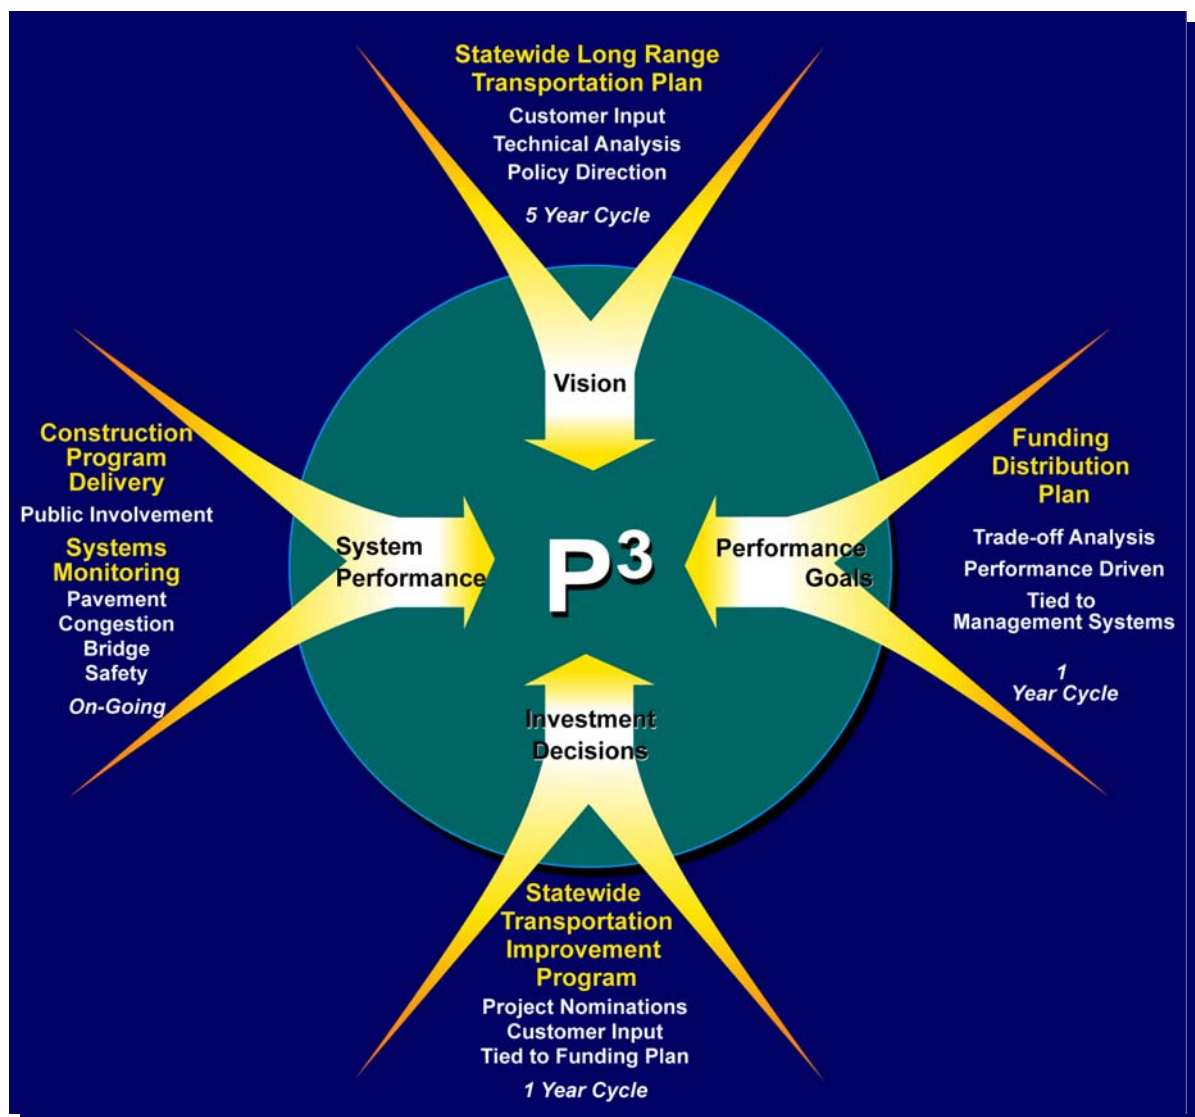 Statewide Long Range
Transportation Plan
Customer Input
Technical Analysis
Policy Direction
5 Year Cycle
Vision
Construction
Program
Delivery
Public Involvement
Systems
Monitoring
Pavement
Congestion
Bridge
Safety
On-Going
System
Performance
P³
Performance
Goals
Funding
Distribution
Plan
Trade-off Analysis
Performance Driven
Tied to
Management Systems
1
Year Cycle
Investment
Decisions
Statewide
Transportation
Improvement
Program
Project Nominations
Customer Input
Tied to Funding Plan
1 Year Cycle